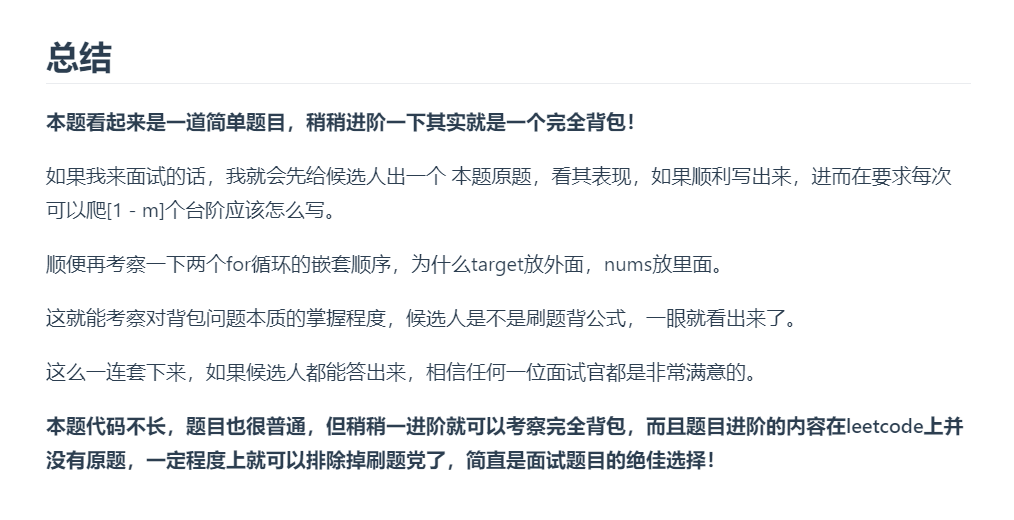 总结
本题看起来是一道简单题目，稍稍进阶一下其实就是一个完全背包！
如果我来面试的话，我就会先给候选人出一个 本题原题，看其表现，如果顺利写出来，进而在要求每次
可以爬[1 - m]个台阶应该怎么写。
顺便再考察一下两个for循环的嵌套顺序，为什么target放外面，nums放里面。
这就能考察对背包问题本质的掌握程度，候选人是不是刷题背公式，一眼就看出来了。
这么一连套下来，如果候选人都能答出来，相信任何一位面试官都是非常满意的。
本题代码不长，题目也很普通，但稍稍一进阶就可以考察完全背包，而且题目进阶的内容在leetcode上并
没有原题，一定程度上就可以排除掉刷题党了，简直是面试题目的绝佳选择！